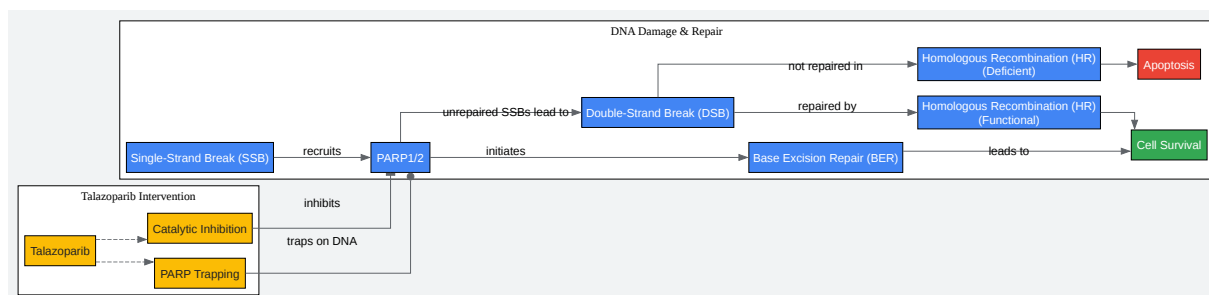 DNA Damage & Repair
not repaired in
Homologous Recombination (HR)
(Deficient)
Apoptosis
unrepaired SSBs lead to
Double-Strand Break (DSB)
repaired by
Homologous Recombination (HR)
(Functional)
Single-Strand Break (SSB)
recruits
PARP1/2
initiates
Base Excision Repair (BER)
leads to
Cell Survival
Talazoparib Intervention
inhibits
Catalytic Inhibition
traps on DNA
Talazoparib
PARP Trapping